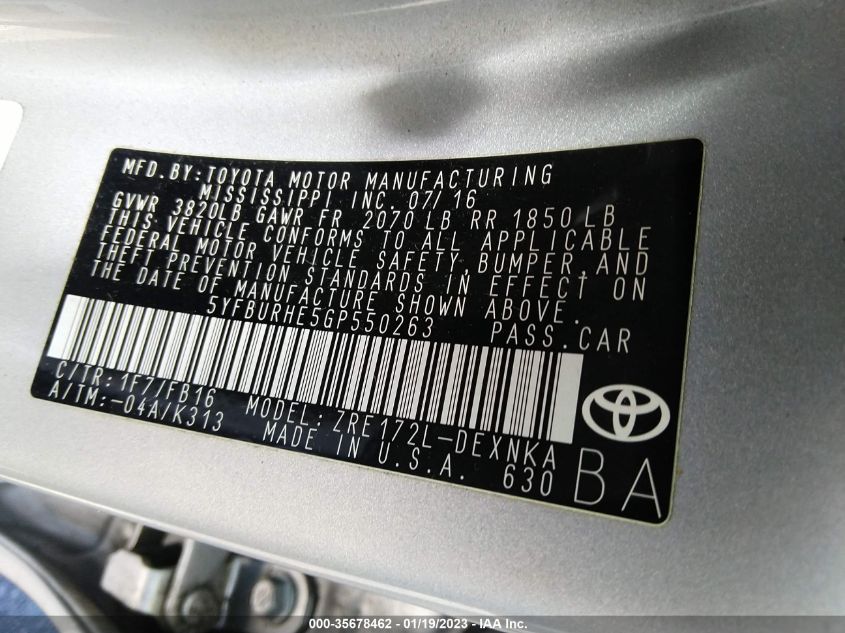 MFD.BY:TOYOTA MOTOR MANUFACTURING
MISSISSIPPI INC. 07/16
GVWR 3820LB GAWR FR 2070 LB RR 1850 LB
THIS VEHICLE CONFORMS TO ALL APPLICABLE
FEDERAL MOTOR VEHICLE SAFETY,BUMPER,AND
THEFT PREVENTION STANDARDS IN EFFECT ON
THE DATE OF MANUFACTURE SHOWN ABOVE.
5YFBURHE5GP550263 PASS.CAR
C/TR:1F7/FB16 MODEL:ZRE172L-DEXNKA
A/TM:-04A/K313 MADE IN U.S.A. 630
BA
000-35678462 - 01/19/2023 - IAA Inc.